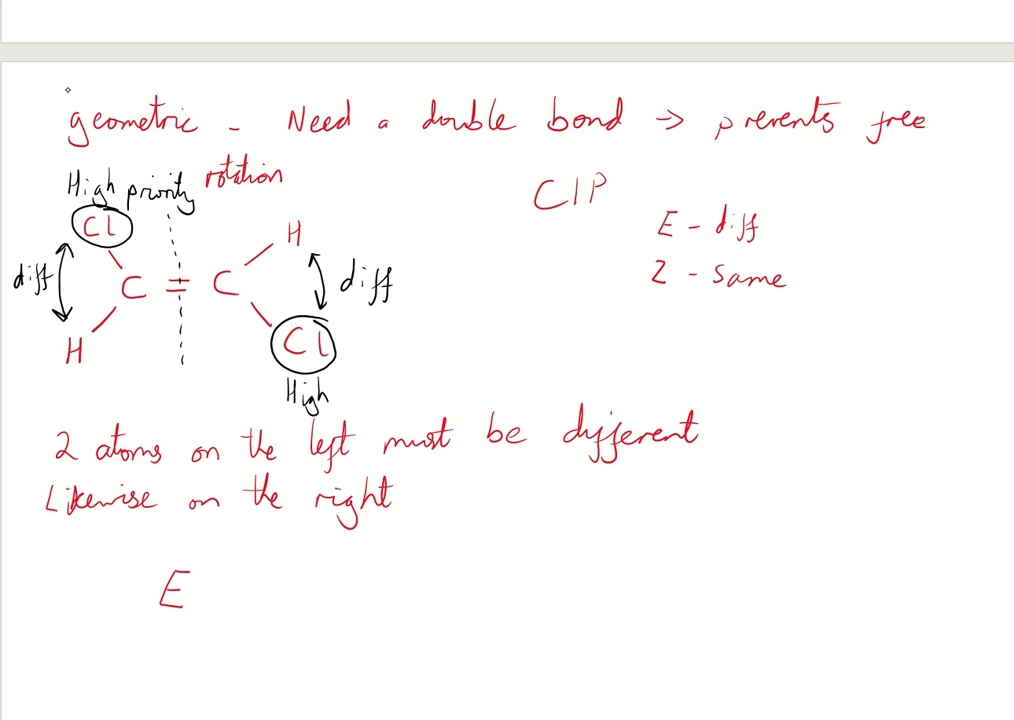 geometric - Need a double bond → prevents free
rotation
High priority
CIP
E - diff
Z - same
Cl
H
diff
C = C
diff
H
Cl
High
2 atoms on the left must be different
Likewise on the right
E